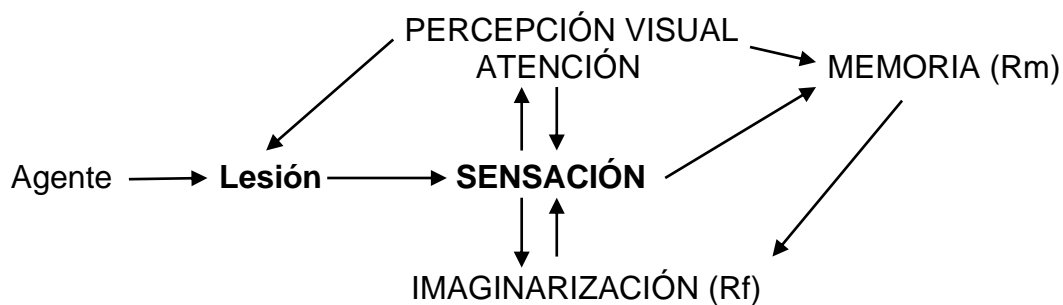 PERCEPCIÓN VISUAL
ATENCIÓN
MEMORIA (Rm)
Agente
Lesión
SENSACIÓN
IMAGINARIZACIÓN (Rf)